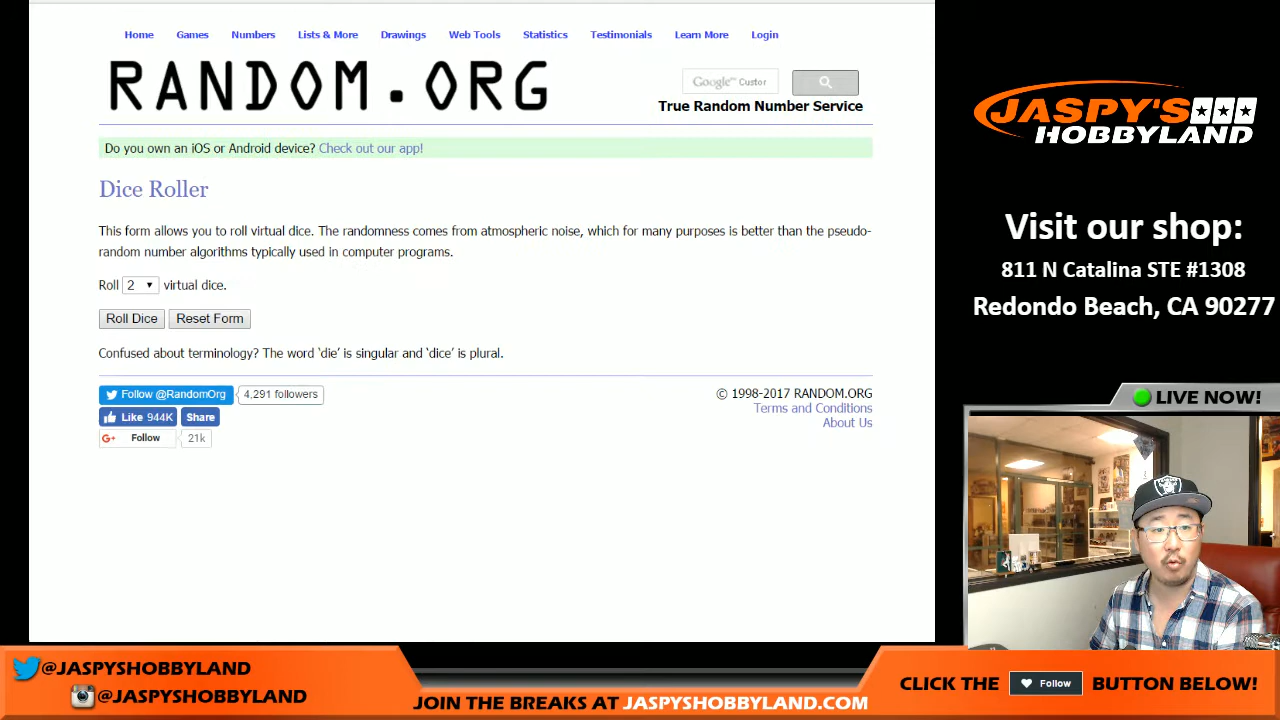 Home Games Numbers Lists & More Drawings Web Tools Statistics Testimonials Learn More Login
RANDOM.ORG
Google™ Custor
True Random Number Service
Do you own an iOS or Android device? Check out our app!
Dice Roller
This form allows you to roll virtual dice. The randomness comes from atmospheric noise, which for many purposes is better than the pseudo-
random number algorithms typically used in computer programs.
Roll 2 virtual dice.
Roll Dice Reset Form
Confused about terminology? The word ‘die’ is singular and ‘dice’ is plural.
Follow @RandomOrg 4,291 followers
Like 944K Share
G+ Follow 21k
© 1998-2017 RANDOM.ORG
Terms and Conditions
About Us
JASPY'S
HOBBYLAND
Visit our shop:
811 N Catalina STE #1308
Redondo Beach, CA 90277
LIVE NOW!
@JASPYSHOBBYLAND
@JASPYSHOBBYLAND
JOIN THE BREAKS AT JASPYSHOBBYLAND.COM
CLICK THE Follow BUTTON BELOW!